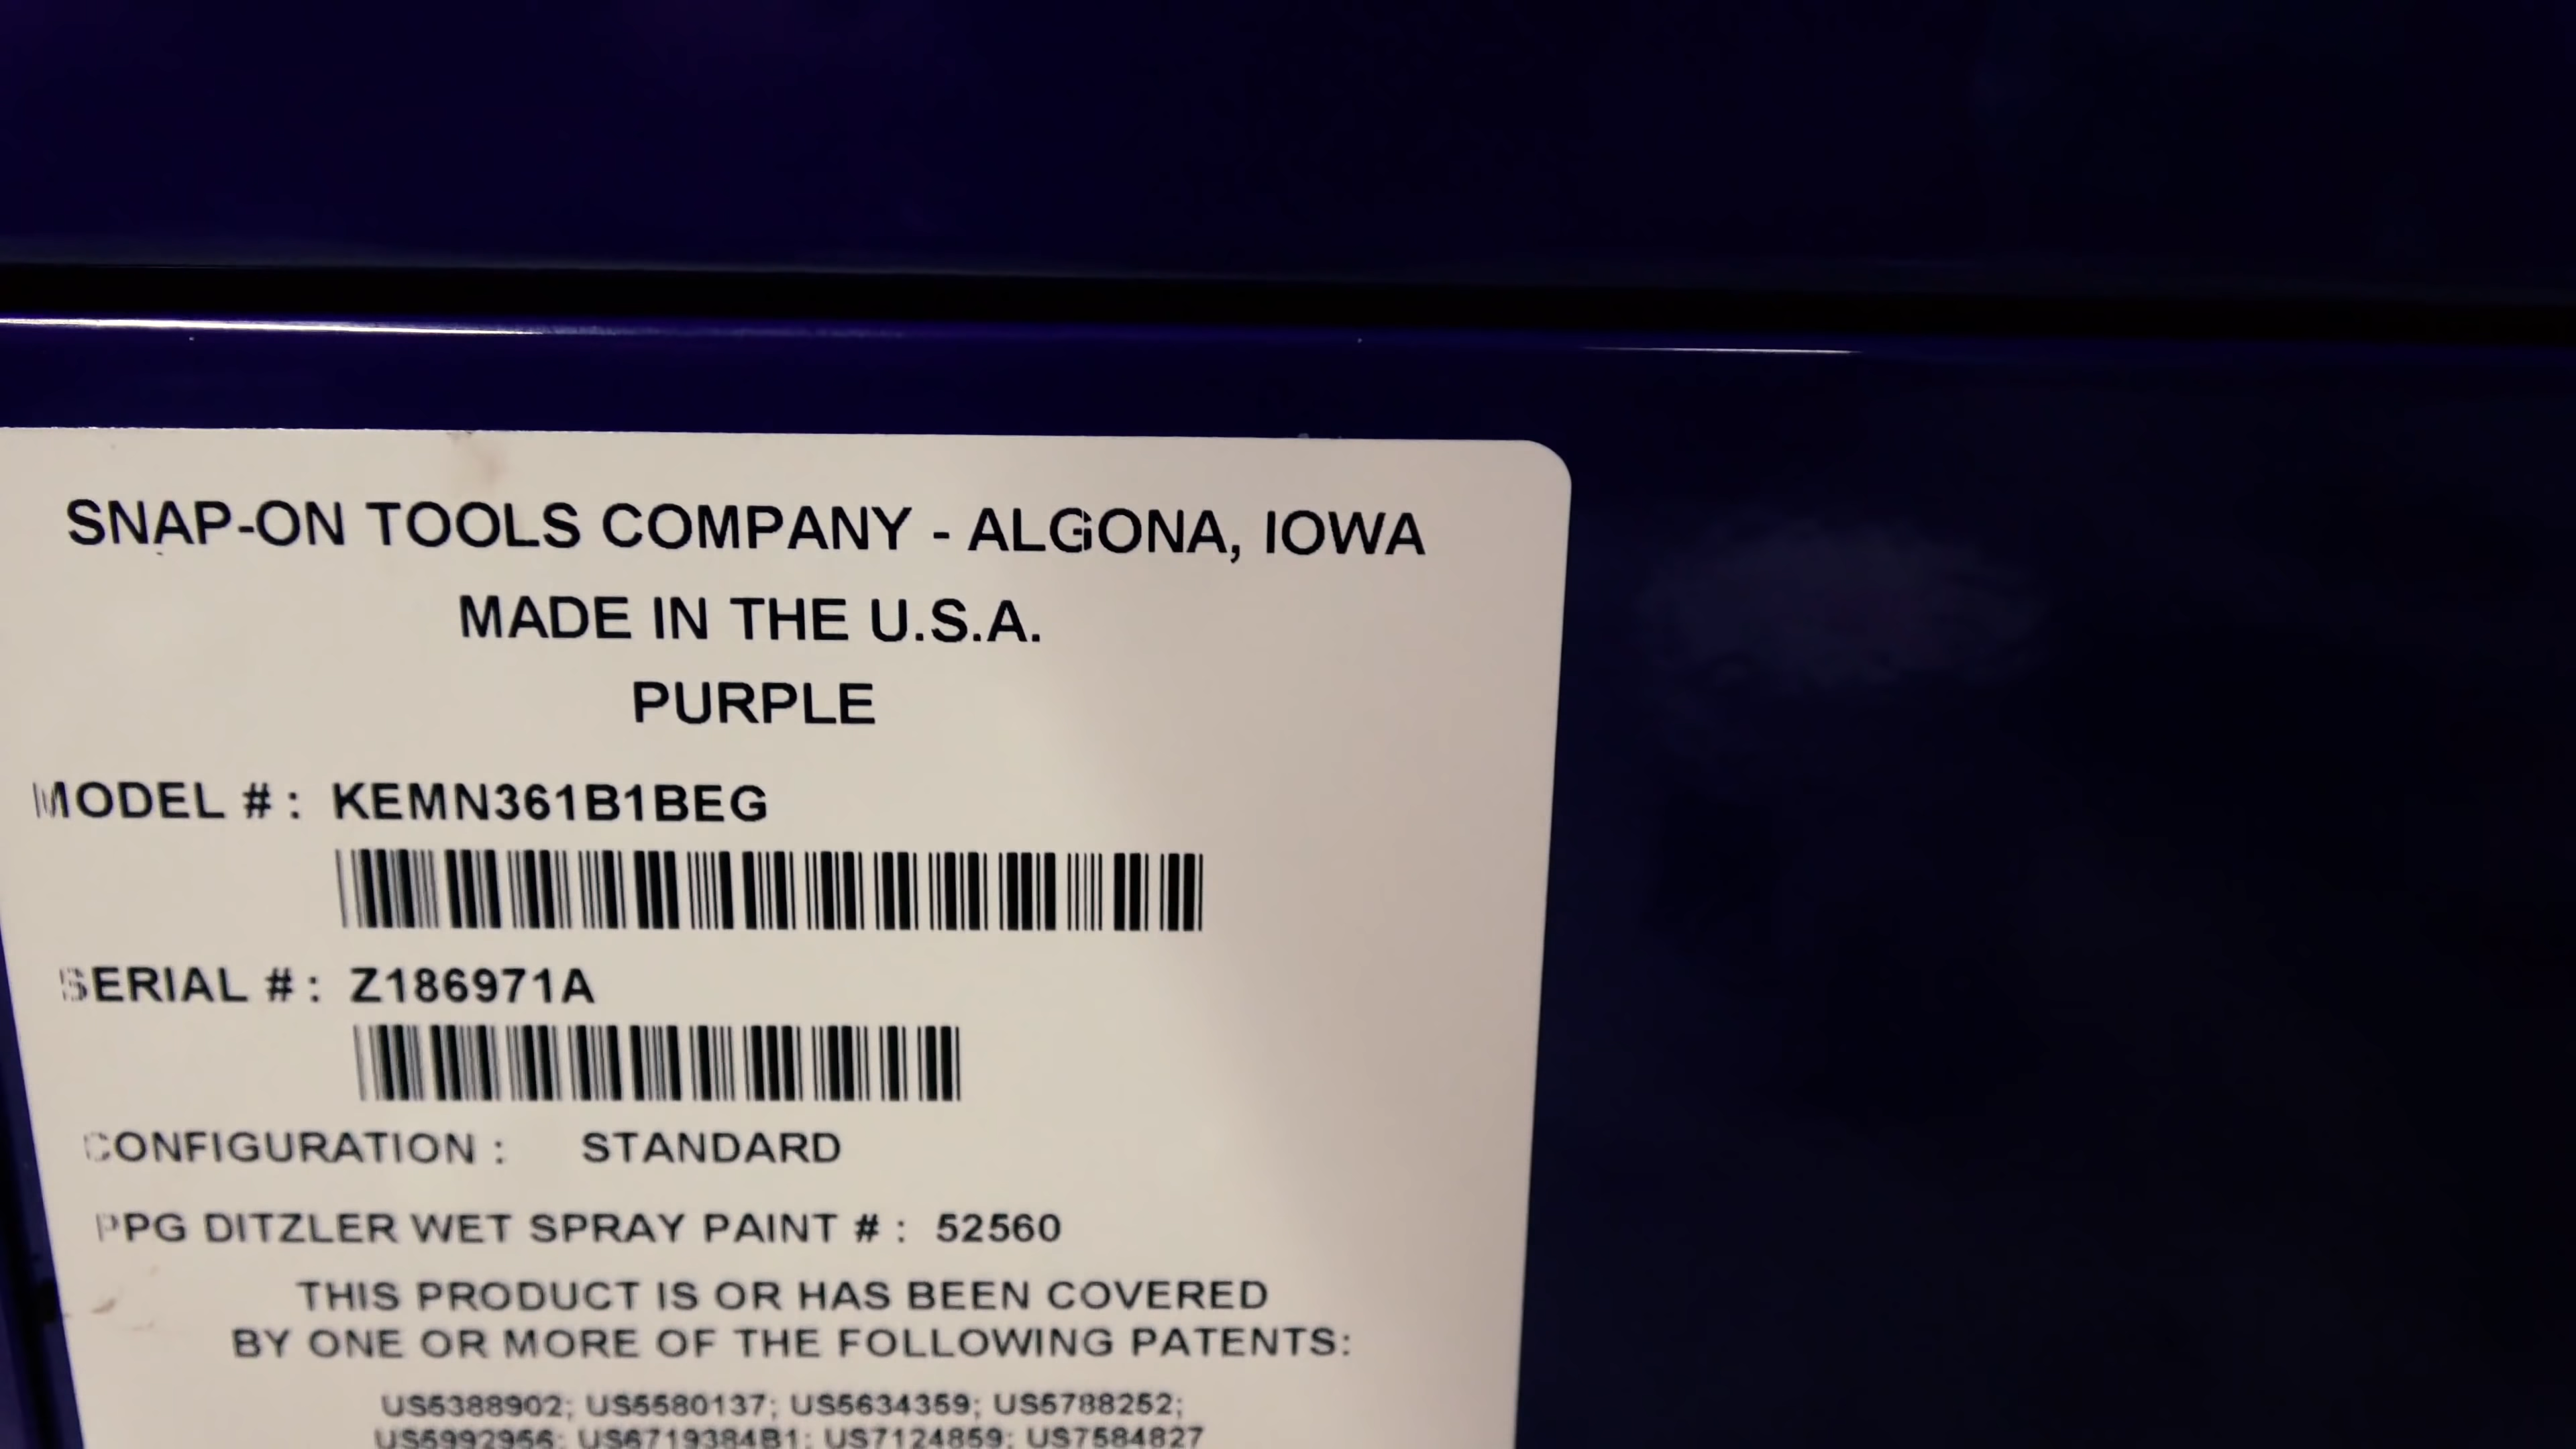 SNAP-ON TOOLS COMPANY - ALGONA, IOWA
MADE IN THE U.S.A.
PURPLE
MODEL #: KEMN361B1BEG
SERIAL #: Z186971A
CONFIGURATION : STANDARD
PPG DITZLER WET SPRAY PAINT # : 52560
THIS PRODUCT IS OR HAS BEEN COVERED
BY ONE OR MORE OF THE FOLLOWING PATENTS:
US5388902; US5580137; US5634359; US5788252;
US5992956; US6719384B1; US7124859; US7584827